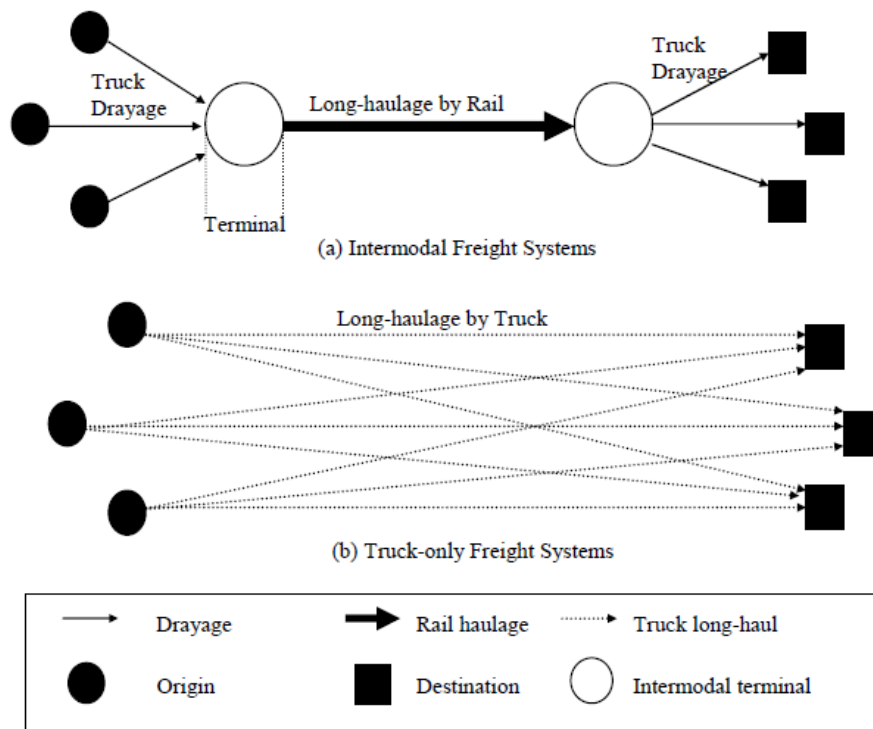 Truck
Drayage
Long-haulage by Rail
Truck
Drayage
Terminal
(a) Intermodal Freight Systems
Long-haulage by Truck
(b) Truck-only Freight Systems
Drayage
Rail haulage
Truck long-haul
Origin
Destination
Intermodal terminal